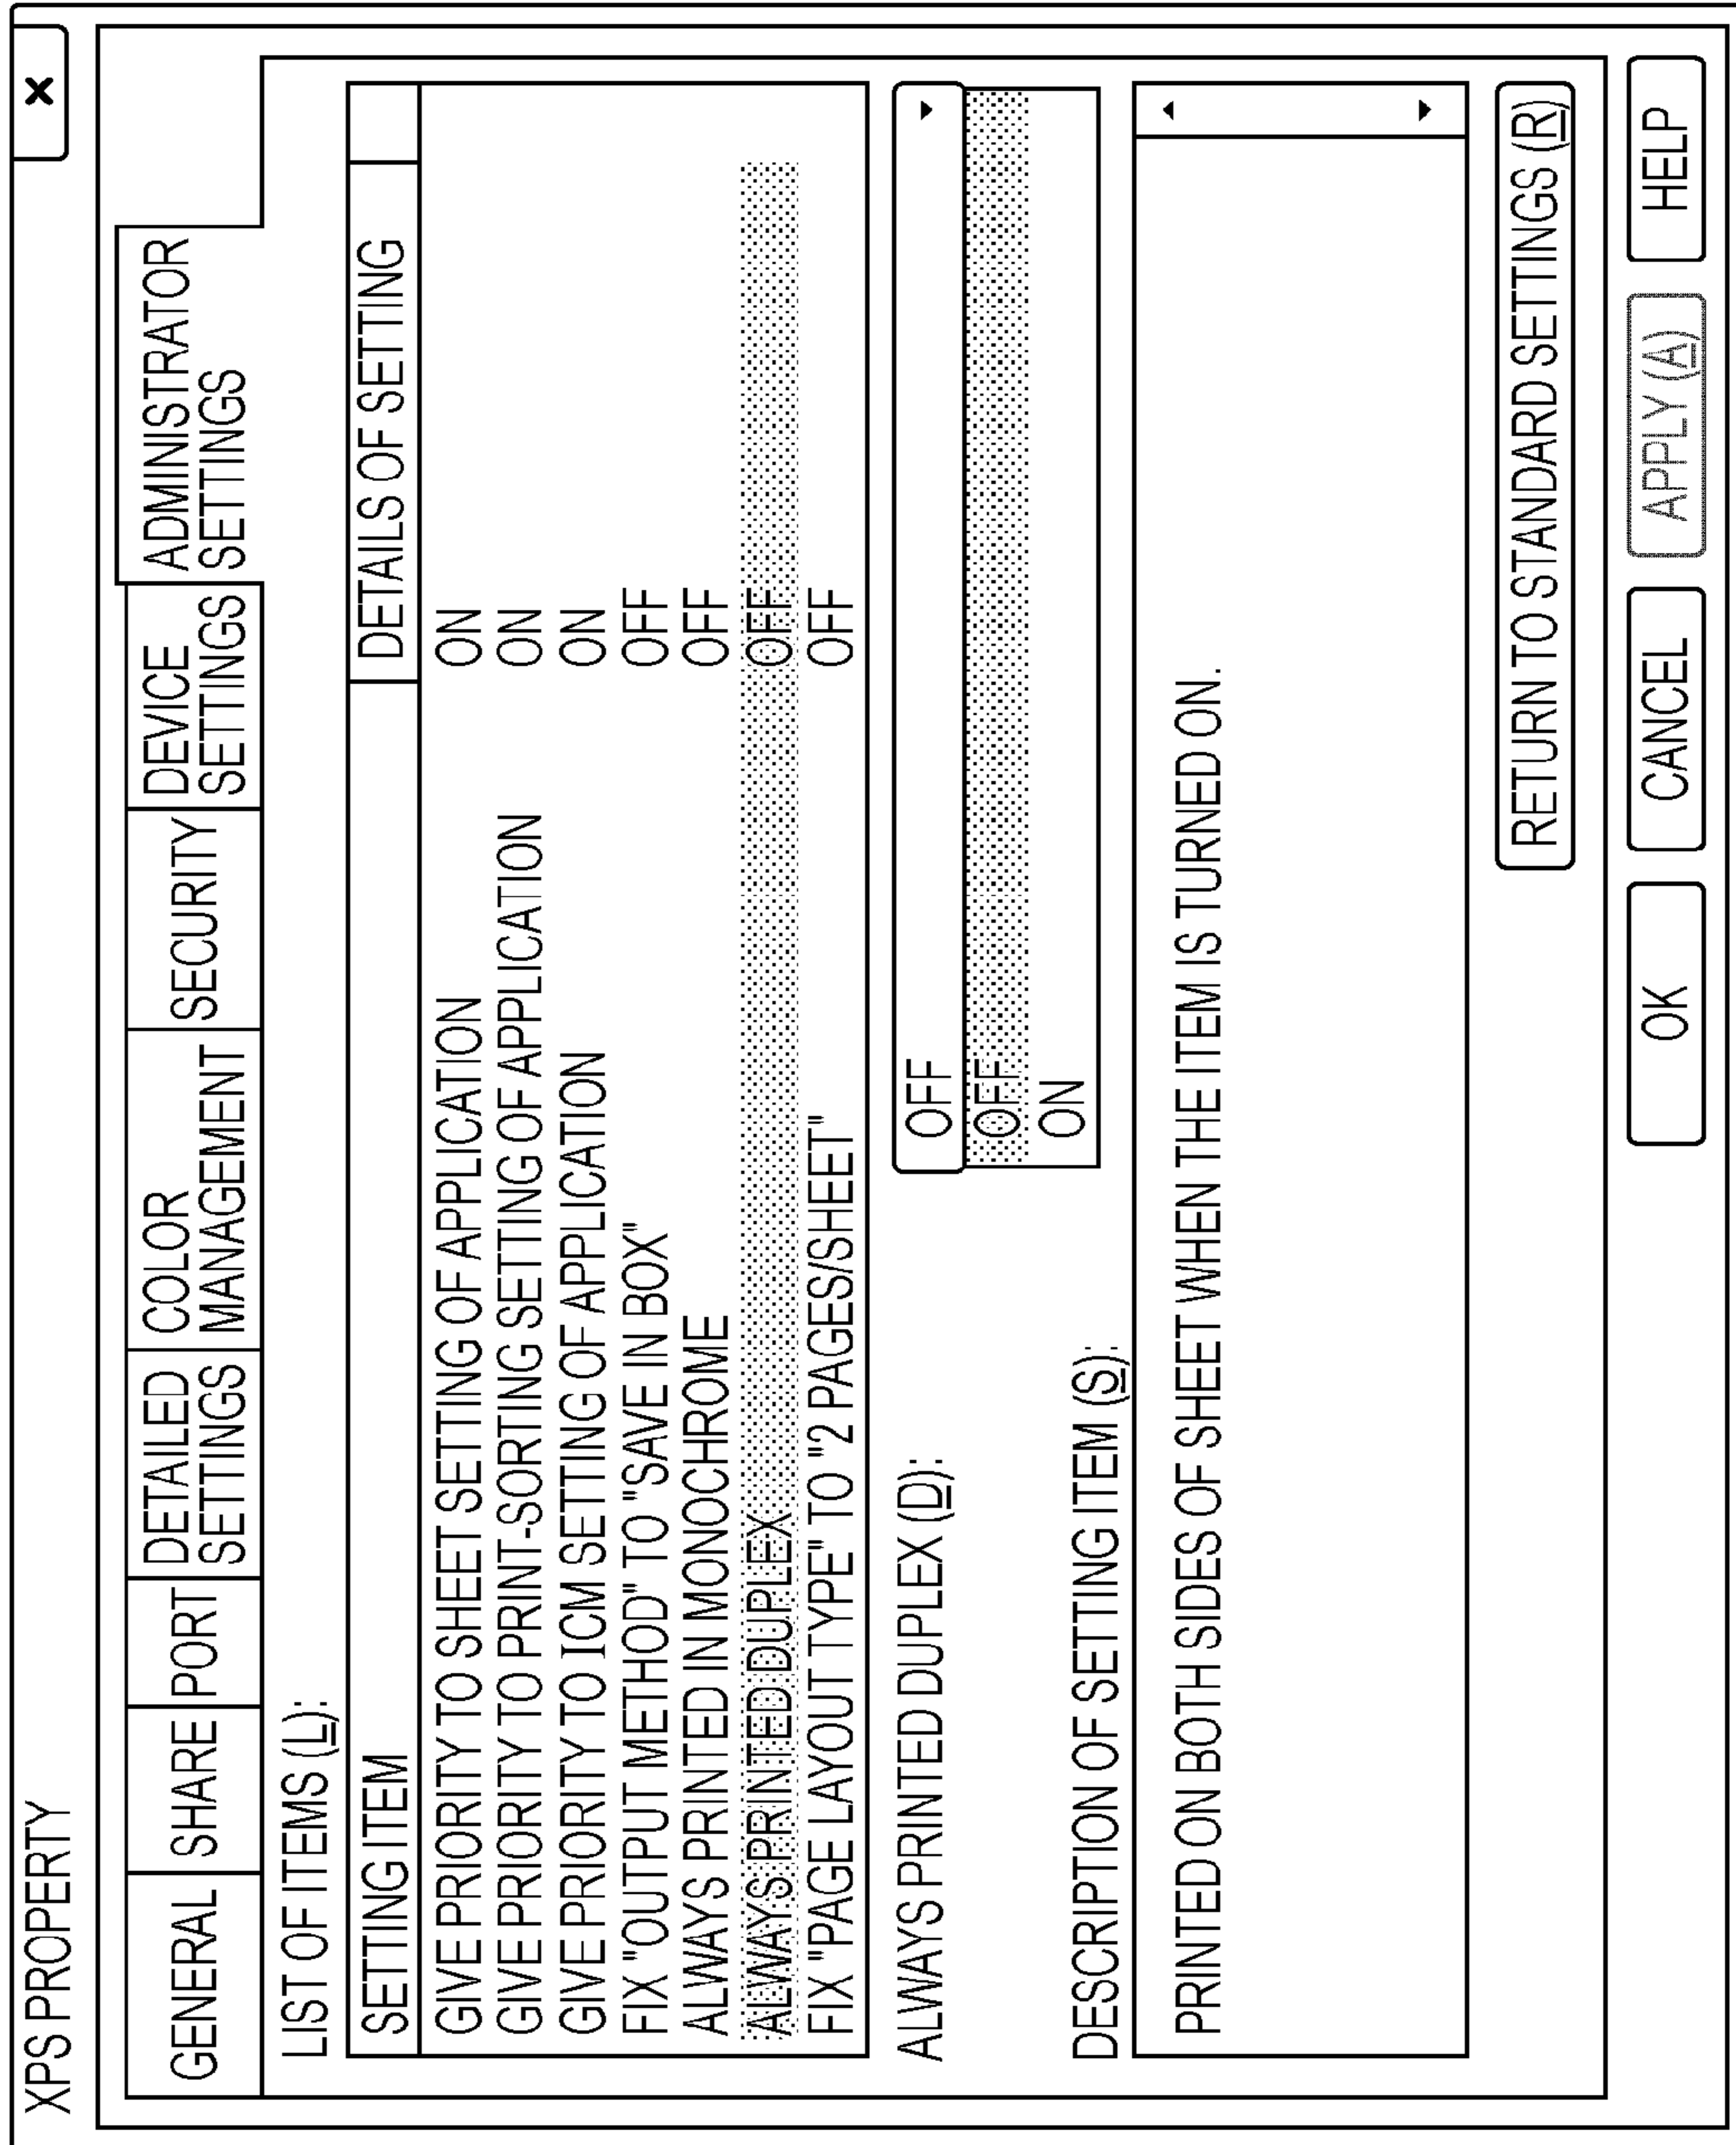 XPS PROPERTY
x
GENERAL
SHARE
PORT
DETAILED
SETTINGS
COLOR
MANAGEMENT
SECURITY
DEVICE
SETTINGS
ADMINISTRATOR
SETTINGS
LIST OF ITEMS (L):
SETTING ITEM DETAILS OF SETTING
GIVE PRIORITY TO SHEET SETTING OF APPLICATION ON
GIVE PRIORITY TO PRINT-SORTING SETTING OF APPLICATION ON
GIVE PRIORITY TO ICM SETTING OF APPLICATION ON
FIX "OUTPUT METHOD" TO "SAVE IN BOX" OFF
ALWAYS PRINTED IN MONOCHROME OFF
ALWAYS PRINTED DUPLEX OFF
FIX "PAGE LAYOUT TYPE" TO "2 PAGES/SHEET" OFF
ALWAYS PRINTED DUPLEX (D): OFF
OFF
ON
DESCRIPTION OF SETTING ITEM (S):
PRINTED ON BOTH SIDES OF SHEET WHEN THE ITEM IS TURNED ON.
RETURN TO STANDARD SETTINGS (R)
OK CANCEL APPLY (A) HELP